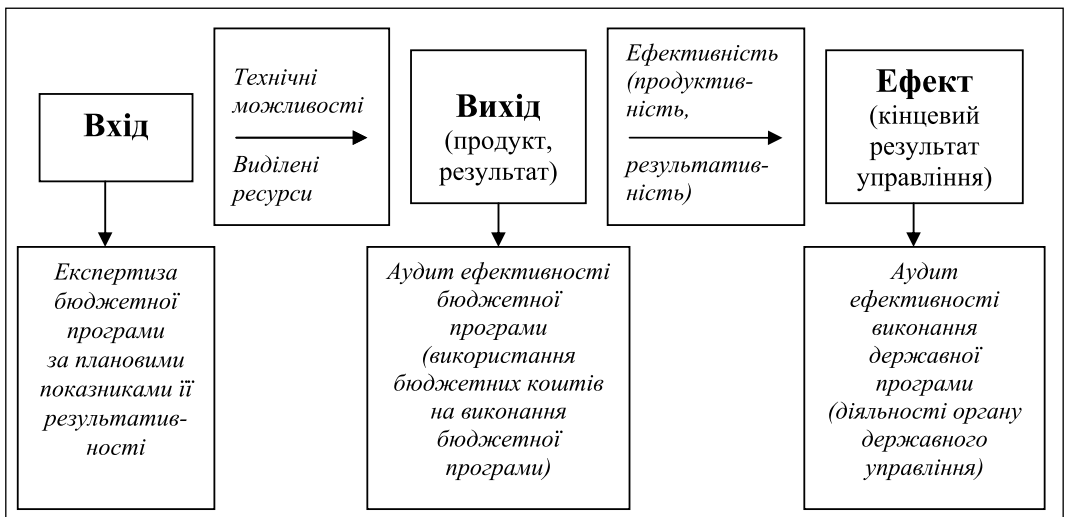 Вхід
Технічні
можливості
Виділені
ресурси
Вихід
(продукт,
результат)
Ефективність
(продуктив-
ність,
результатив-
ність)
Ефект
(кінцевий
результат
управління)
Експертиза
бюджетної
програми
за плановими
показниками її
результатив-
ності
Аудит ефективності
бюджетної
програми
(використання
бюджетних коштів
на виконання
бюджетної
програми)
Аудит
ефективності
виконання
державної
програми
(діяльності органу
державного
управління)